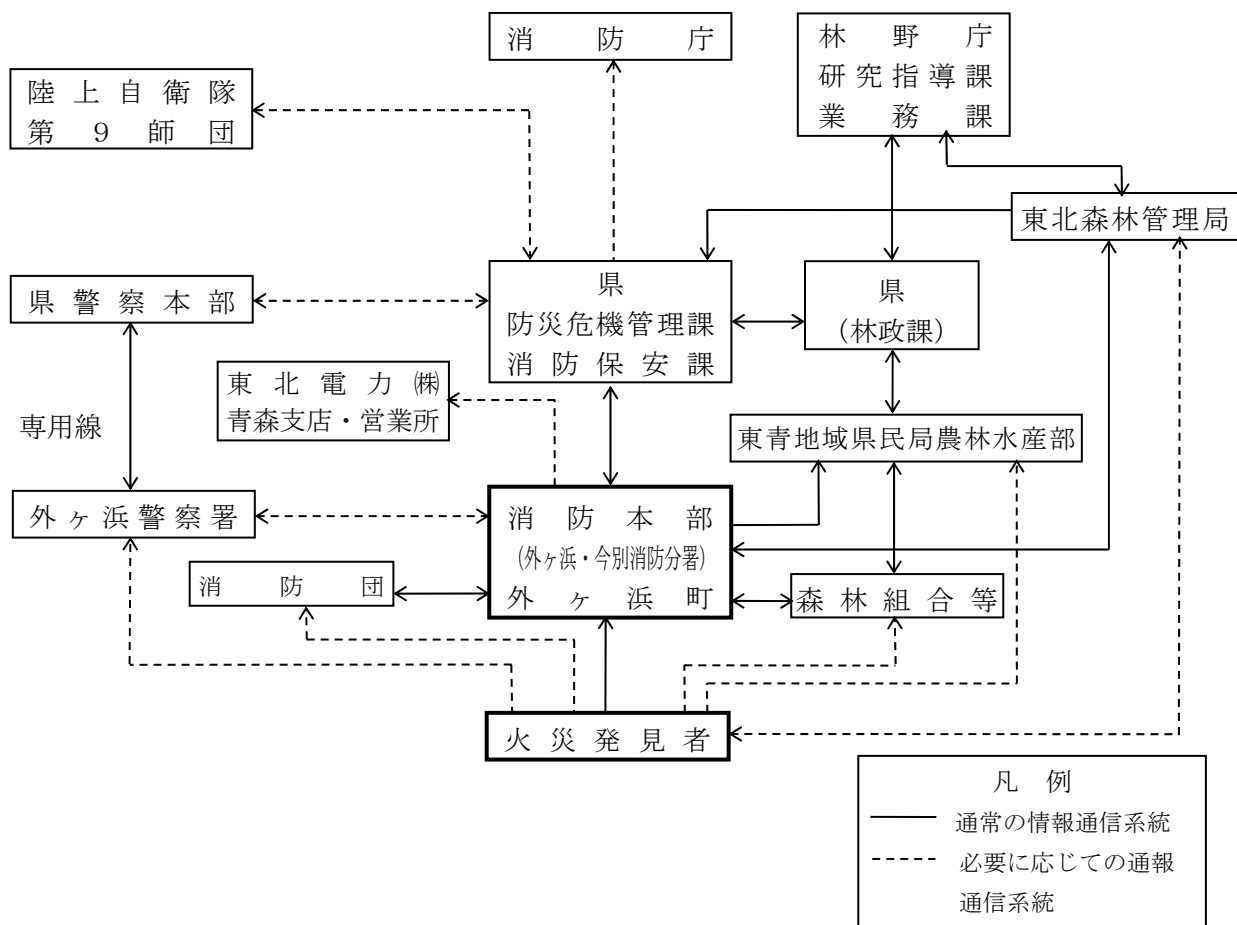 消防庁
林野庁
研究指導課
業務課
陸上自衛隊
第９師団
東北森林管理局
県警察本部
県
防災危機管理課
消防保安課
県
（林政課）
東北電力㈱
青森支店・営業所
専用線
東青地域県民局農林水産部
外ヶ浜警察署
消防本部
（外ヶ浜・今別消防分署）
外ヶ浜町
消防団
森林組合等
火災発見者
凡例
通常の情報通信系統
必要に応じての通報
通信系統